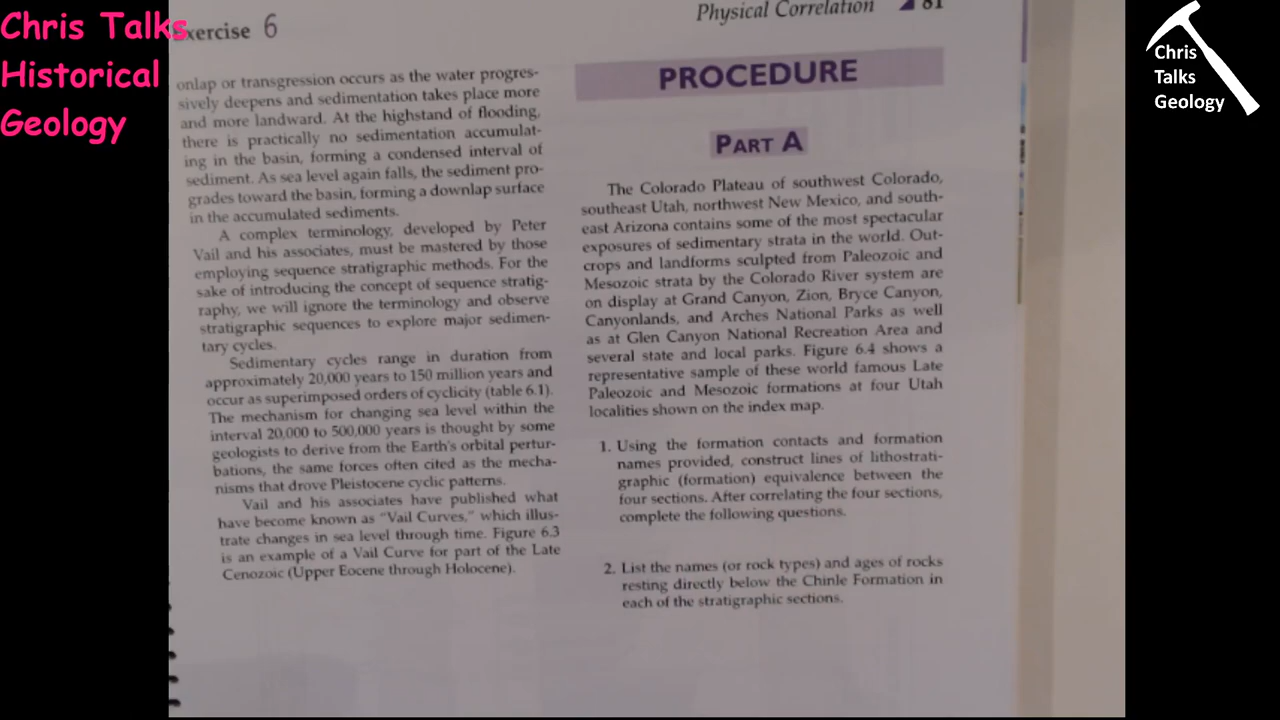 Chris Talks
Historical
Geology
Chris
Talks
Geology
xercise 6
Physical Correlation 81
onlap or transgression occurs as the water progres-
sively deepens and sedimentation takes place more
and more landward. At the highstand of flooding,
there is practically no sedimentation accumulat-
ing in the basin, forming a condensed interval of
sediment. As sea level again falls, the sediment pro-
grades toward the basin, forming a downlap surface
in the accumulated sediments.
A complex terminology, developed by Peter
Vail and his associates, must be mastered by those
employing sequence stratigraphic methods. For the
sake of introducing the concept of sequence stratig-
raphy, we will ignore the terminology and observe
stratigraphic sequences to explore major sedimen-
tary cycles.
Sedimentary cycles range in duration from
approximately 20,000 years to 150 million years and
occur as superimposed orders of cyclicity (table 6.1).
The mechanism for changing sea level within the
interval 20,000 to 500,000 years is thought by some
geologists to derive from the Earth's orbital pertur-
bations, the same forces often cited as the mecha-
nisms that drove Pleistocene cyclic patterns.
Vail and his associates have published what
have become known as "Vail Curves," which illus-
trate changes in sea level through time. Figure 6.3
is an example of a Vail Curve for part of the Late
Cenozoic (Upper Eocene through Holocene).
PROCEDURE
PART A
The Colorado Plateau of southwest Colorado,
southeast Utah, northwest New Mexico, and south-
east Arizona contains some of the most spectacular
exposures of sedimentary strata in the world. Out-
crops and landforms sculpted from Paleozoic and
Mesozoic strata by the Colorado River system are
on display at Grand Canyon, Zion, Bryce Canyon,
Canyonlands, and Arches National Parks as well
as at Glen Canyon National Recreation Area and
several state and local parks. Figure 6.4 shows a
representative sample of these world famous Late
Paleozoic and Mesozoic formations at four Utah
localities shown on the index map.
1. Using the formation contacts and formation
names provided, construct lines of lithostrati-
graphic (formation) equivalence between the
four sections. After correlating the four sections,
complete the following questions.
2. List the names (or rock types) and ages of rocks
resting directly below the Chinle Formation in
each of the stratigraphic sections.